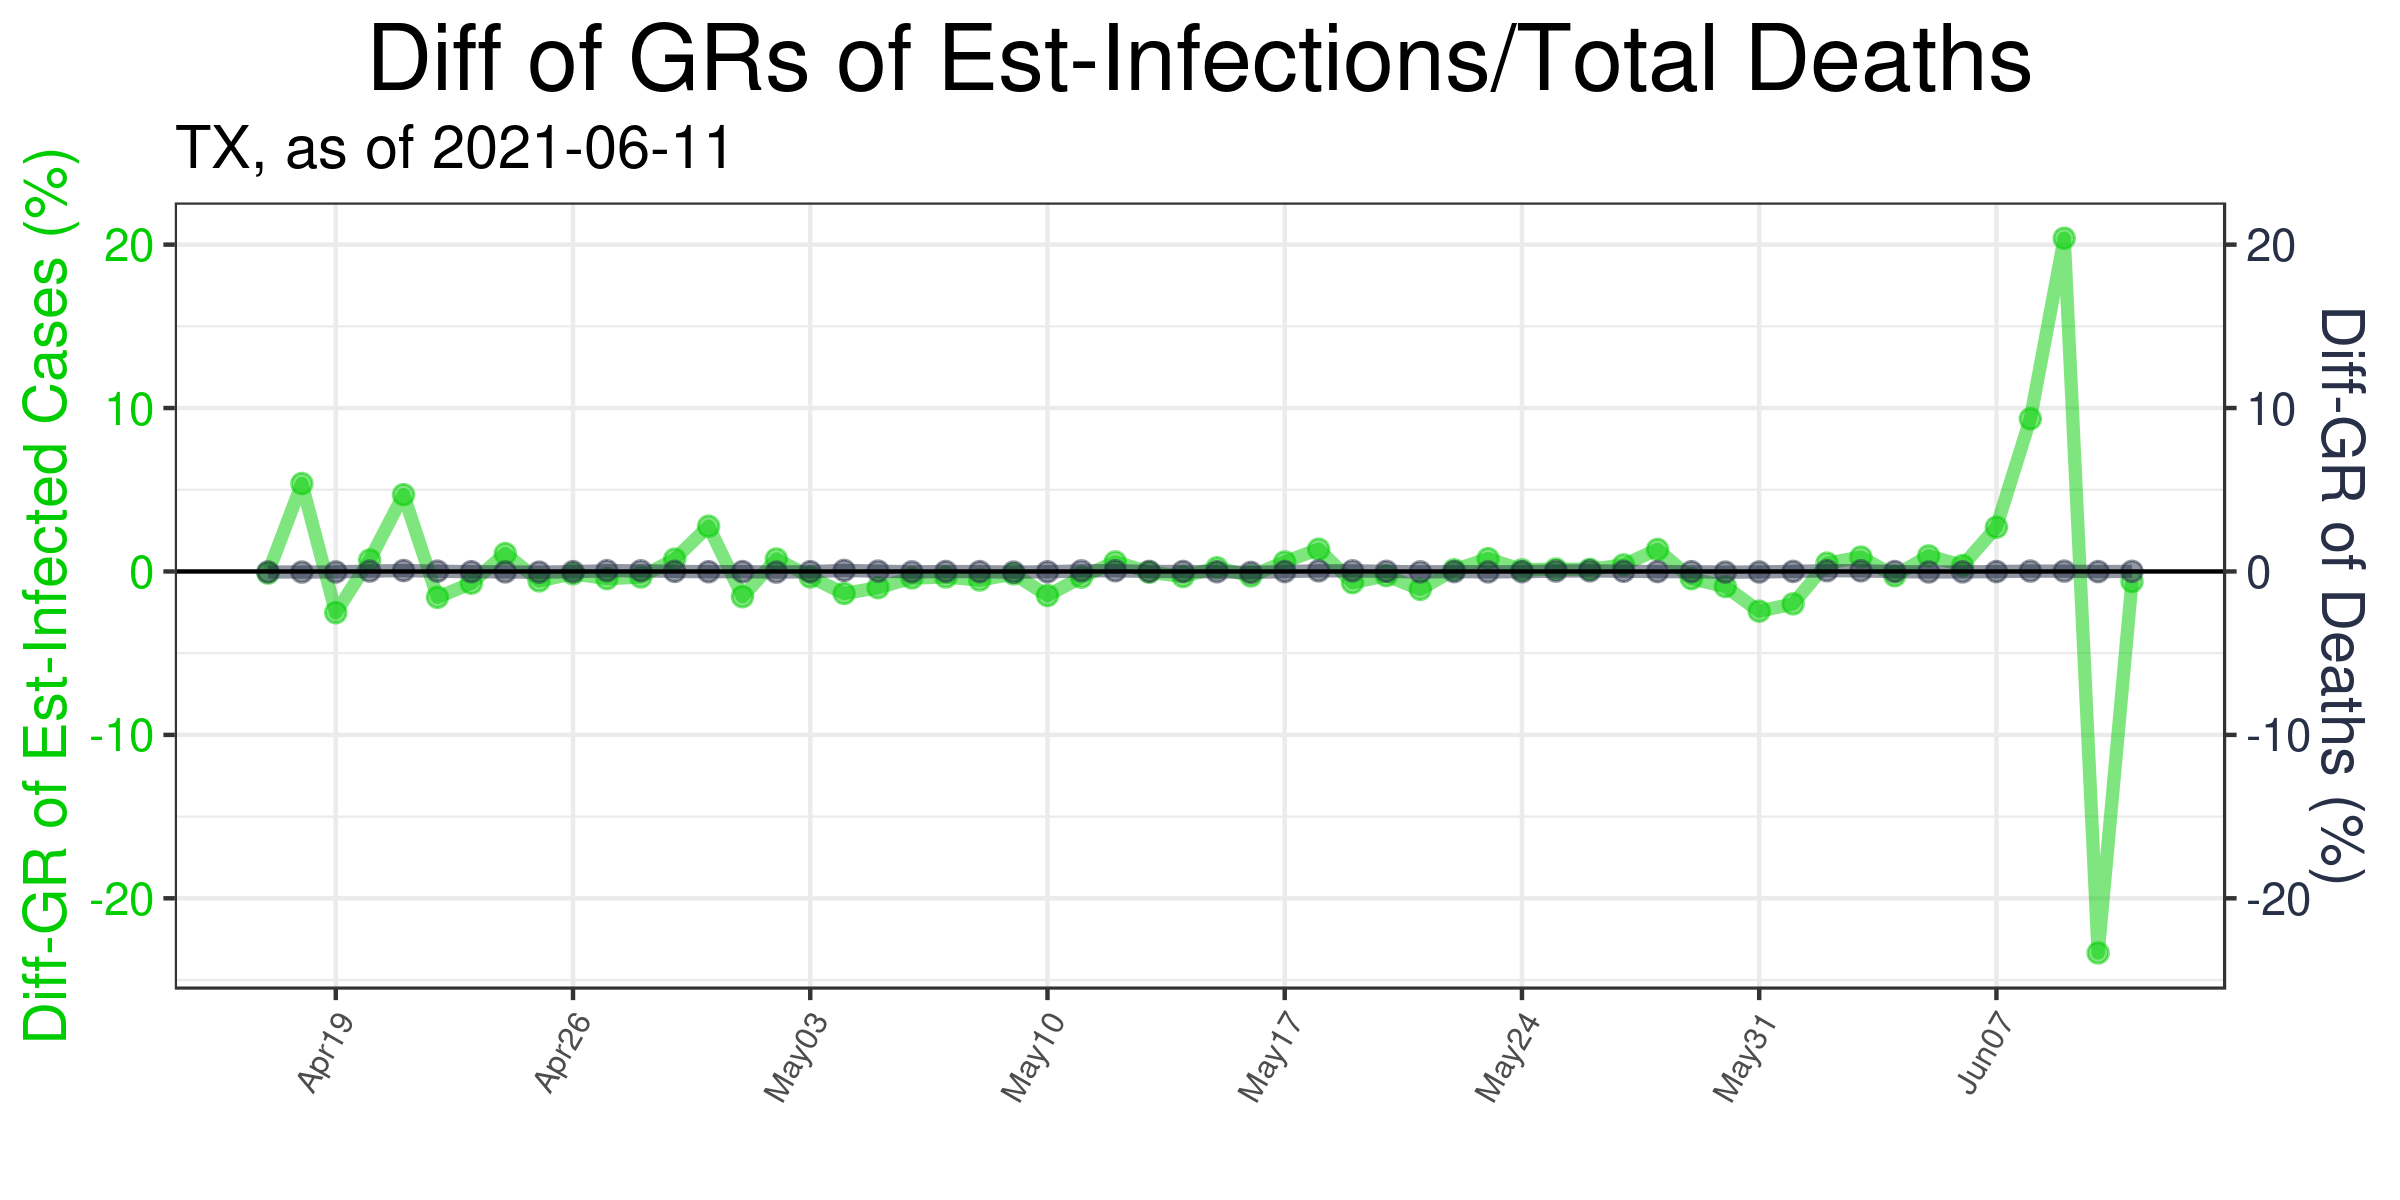 Diff of GRs of Est-Infections/Total Deaths
TX, as of 2021-06-11
Diff-GR of Est-Infected Cases (%)
20
10
0
-10
-20
20
10
0
-10
-20
Diff-GR of Deaths (%)
Apr19
Apr26
May03
May10
May17
May24
May31
Jun07